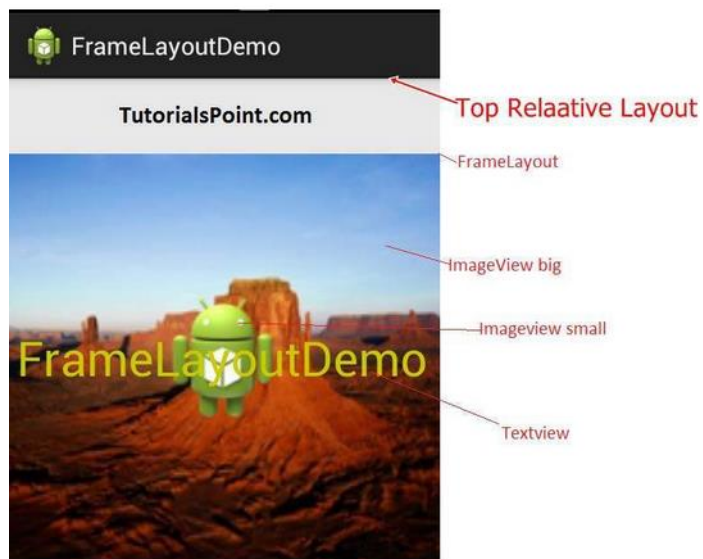 FrameLayoutDemo
TutorialsPoint.com
Top Relaative Layout
FrameLayout
ImageView big
Imageview small
FrameLayoutDemo
Textview